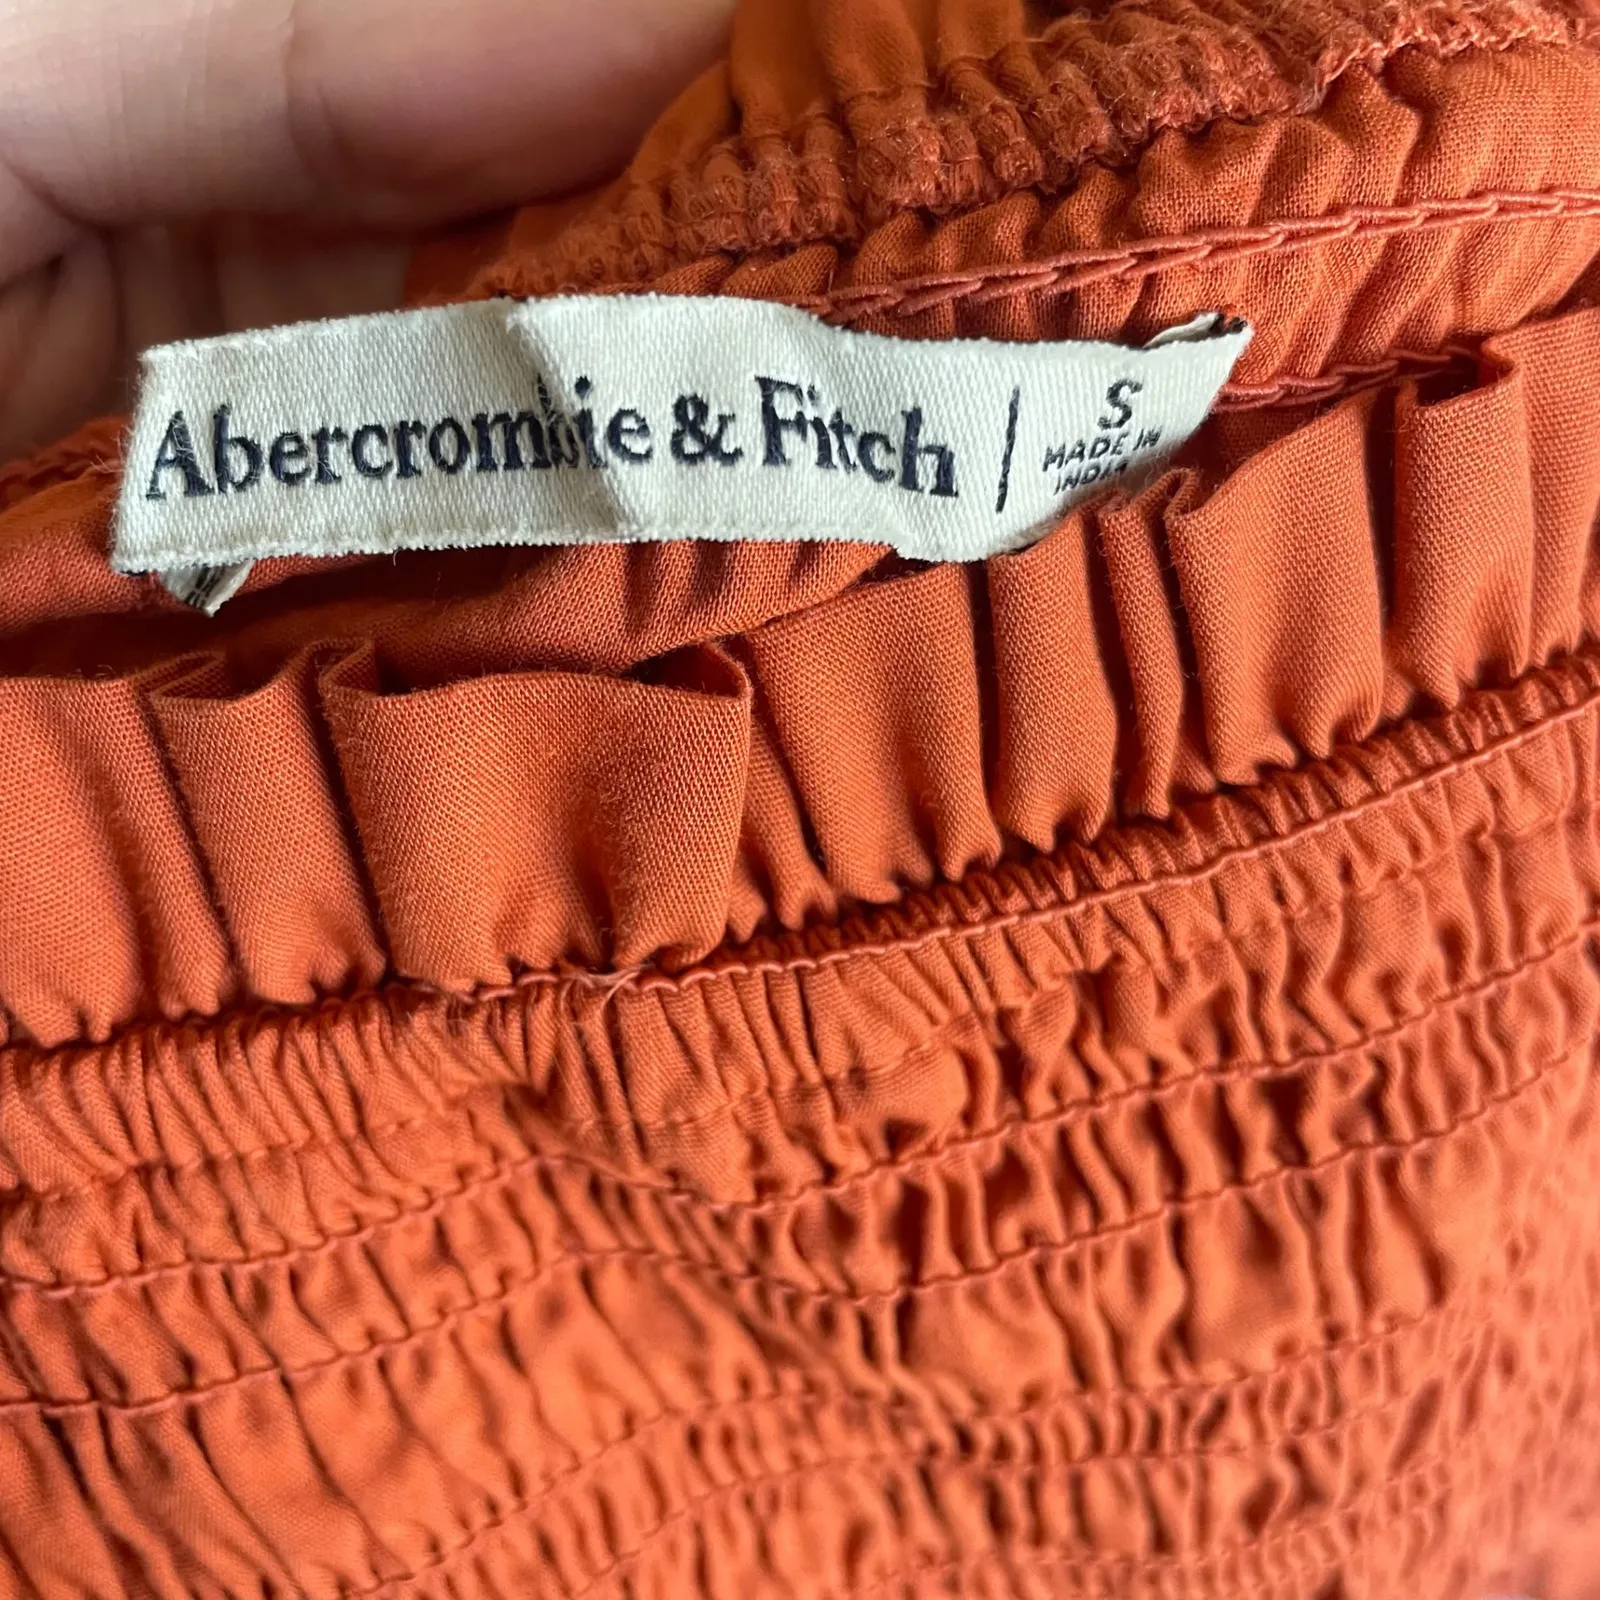 Abercrombie & Fitch | S
MADE IN
INDIA